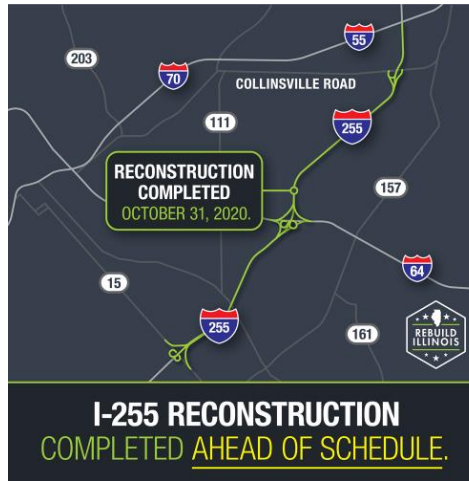 203
55
70
COLLINSVILLE ROAD
111
255
RECONSTRUCTION
COMPLETED
OCTOBER 31, 2020.
157
15
64
255
161
REBUILD
ILLINOIS
I-255 RECONSTRUCTION
COMPLETED AHEAD OF SCHEDULE.